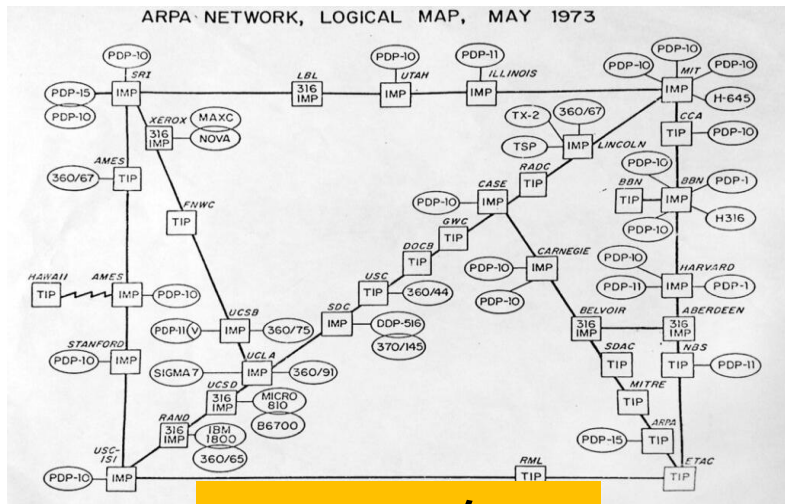 ARPA NETWORK, LOGICAL MAP, MAY 1973
PDP-10 PDP-11 PDP-10
PDP-10
SRI LBL UTAH ILLINOIS PDP-10 MIT PDP-10
PDP-15 IMP 316 IMP IMP IMP IMP
PDP-10 H-645
XEROX MAXC TX-2 360/67 CCA
316 IMP NOVA TSP IMP LINCOLN TIP PDP-10
AMES RADC PDP-10
360/67 TIP TIP BBN BBN PDP-1
CASE TIP IMP
PDP-10 IMP PDP-10 H316
FNWC GWC
TIP TIP
DOCB CARNEGIE PDP-10 HARVARD
TIP PDP-10 IMP
HAWAII AMES USC PDP-11 IMP PDP-1
TIP IMP PDP-10 TIP 360/44 PDP-10
UCSB SDC BELVOIR ABERDEEN
PDP-11 V IMP 360/75 IMP DDP-516 316 IMP 316 IMP
STANFORD 370/145
PDP-10 IMP UCLA SDAC NBS
SIGMA7 IMP 360/91 TIP TIP PDP-11
UCSD MITRE
316 IMP MICRO 810 TIP
RAND B6700 ARPA
316 IMP IBM 1800 PDP-15 TIP
360/65
USC-ISI RML ETAC
PDP-10 IMP TIP TIP